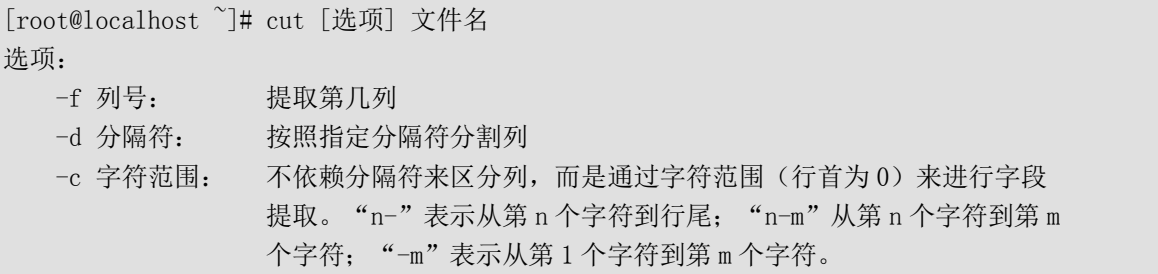 [root@localhost ~]# cut [选项] 文件名
选项：
-f 列号： 提取第几列
-d 分隔符： 按照指定分隔符分割列
-c 字符范围： 不依赖分隔符来区分列，而是通过字符范围（行首为 0）来进行字段
提取。“n-”表示从第 n 个字符到行尾；“n-m”从第 n 个字符到第 m
个字符；“-m”表示从第 1 个字符到第 m 个字符。